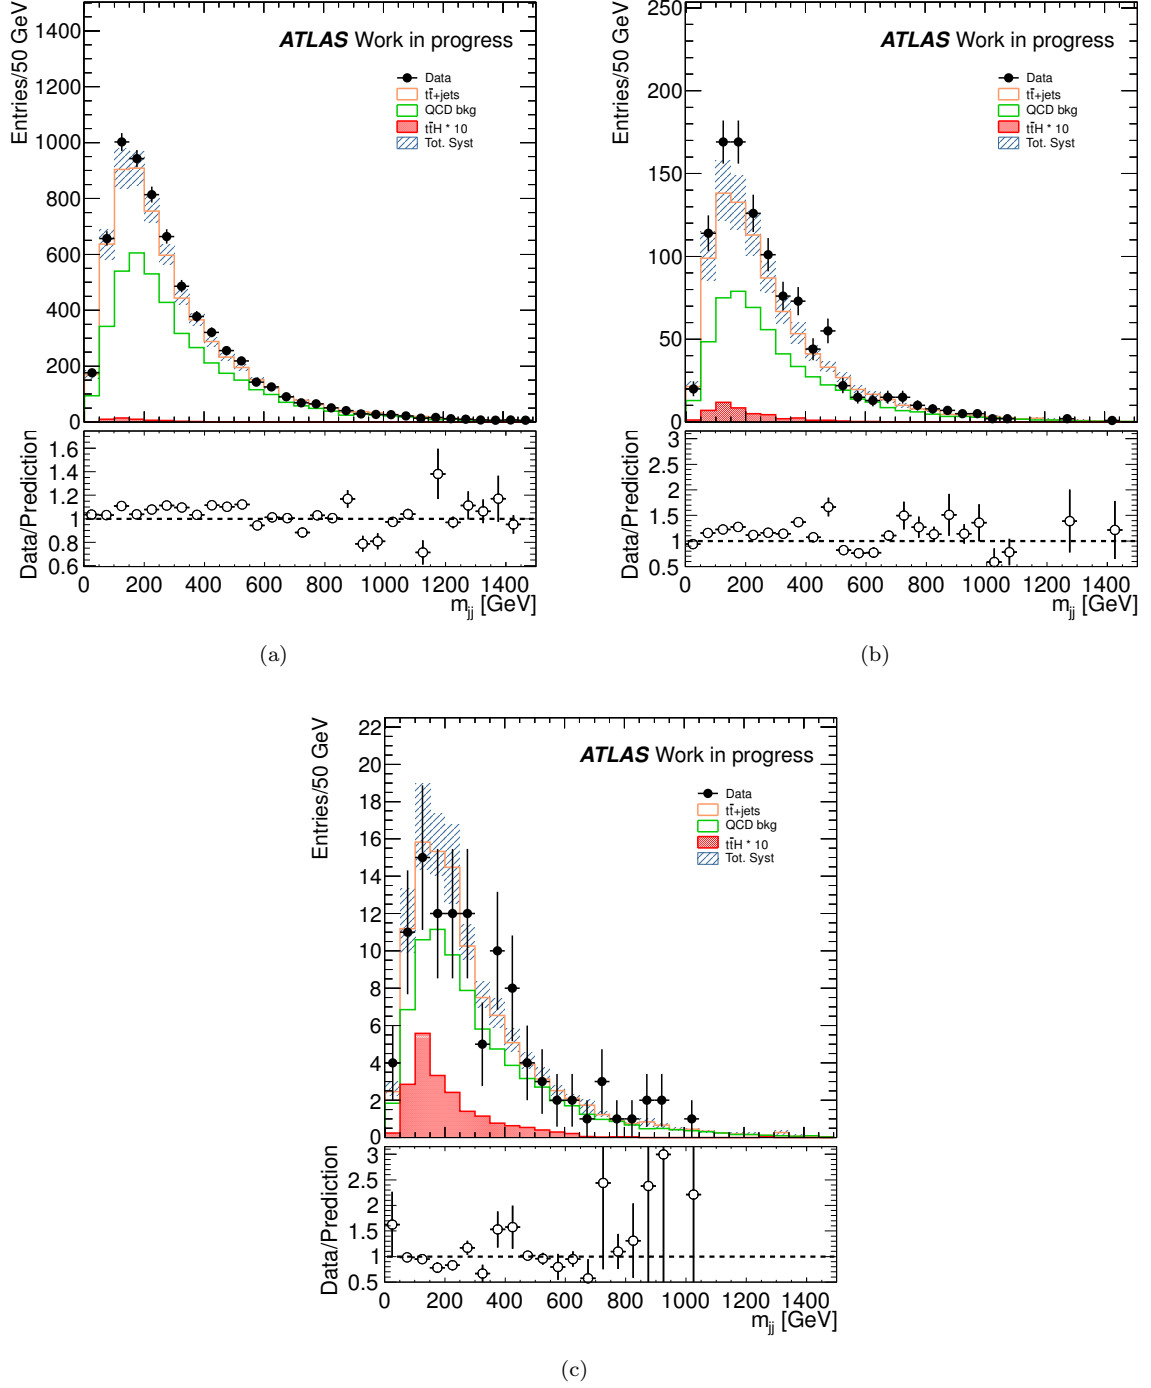 Entries/50 GeV
1400
1200
1000
800
600
400
200
0
ATLAS Work in progress
Data
tt̄+jets
QCD bkg
tt̄H * 10
Tot. Syst
Data/Prediction
1.6
1.4
1.2
1
0.8
0.6
0 200 400 600 800 1000 1200 1400
m_jj [GeV]
(a)
Entries/50 GeV
250
200
150
100
50
0
ATLAS Work in progress
Data
tt̄+jets
QCD bkg
tt̄H * 10
Tot. Syst
Data/Prediction
3
2.5
2
1.5
1
0.5
0 200 400 600 800 1000 1200 1400
m_jj [GeV]
(b)
Entries/50 GeV
22
20
18
16
14
12
10
8
6
4
2
0
ATLAS Work in progress
Data
tt̄+jets
QCD bkg
tt̄H * 10
Tot. Syst
Data/Prediction
3
2.5
2
1.5
1
0.5
0 200 400 600 800 1000 1200 1400
m_jj [GeV]
(c)